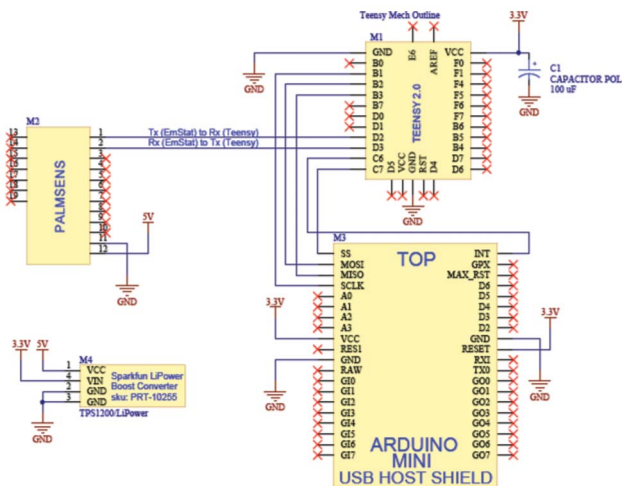 Teensy Mech Outline
M1
3.3V
GND
B0
B1
B2
B3
B7
D0
D1
D2
D3
C6
C7
E6
AREF
TEENSY 2.0
D5
VCC
GND
RST
D4
VCC
F0
F1
F4
F5
F6
F7
B6
B5
B4
D7
D6
GND
GND
C1
CAPACITOR POL
100 uF
GND
M2
13
14
15
16
17
18
19
PALMSENS
1
2
3
4
5
6
7
8
9
10
11
12
Tx (EmStat) to Rx (Teensy)
Rx (EmStat) to Tx (Teensy)
5V
GND
M3
TOP
SS
MOSI
MISO
SCLK
A0
A1
A2
A3
VCC
RES1
GND
RAW
GI0
GI1
GI2
GI3
GI4
GI5
GI6
GI7
INT
GPX
MAX_RST
D6
D5
D4
D3
D2
GND
RESET
RXI
TX0
GO0
GO1
GO2
GO3
GO4
GO5
GO6
GO7
3.3V
GND
3.3V
GND
ARDUINO
MINI
USB HOST SHIELD
3.3V
5V
M4
1
4
2
3
VCC
VIN
GND
GND
Sparkfun LiPower
Boost Converter
sku: PRT-10255
TPS1200/LiPower
GND